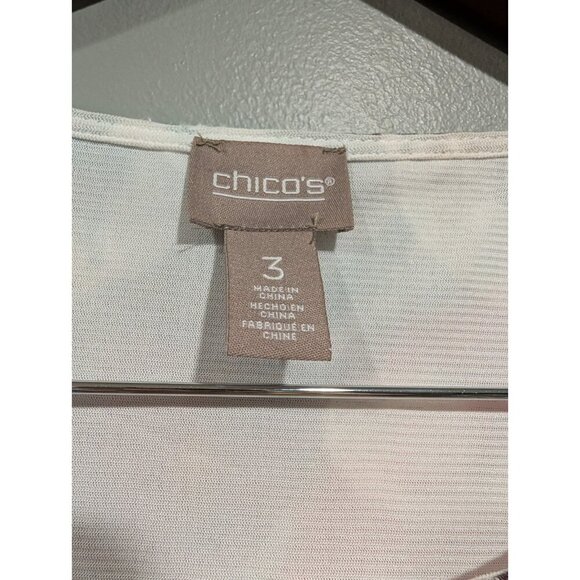 chico's®
3
MADE IN
CHINA
HECHO EN
CHINA
FABRIQUÉ EN
CHINE